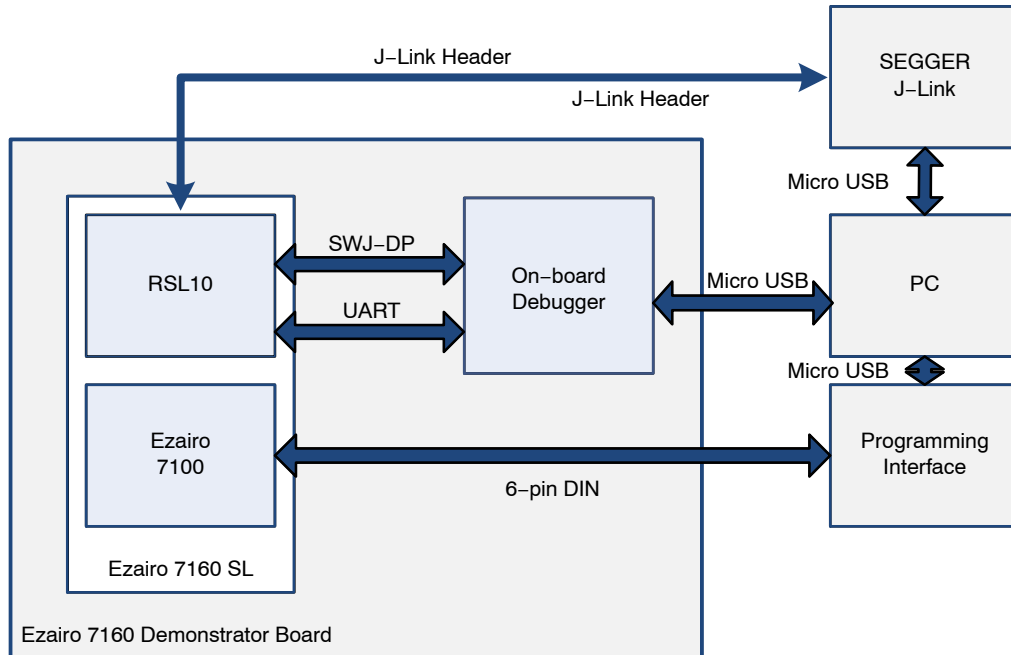 J−Link Header
SEGGER
J−Link
J−Link Header
Micro USB
RSL10
SWJ−DP
UART
On−board
Debugger
Micro USB
PC
Micro USB
Ezairo
7100
6−pin DIN
Programming
Interface
Ezairo 7160 SL
Ezairo 7160 Demonstrator Board